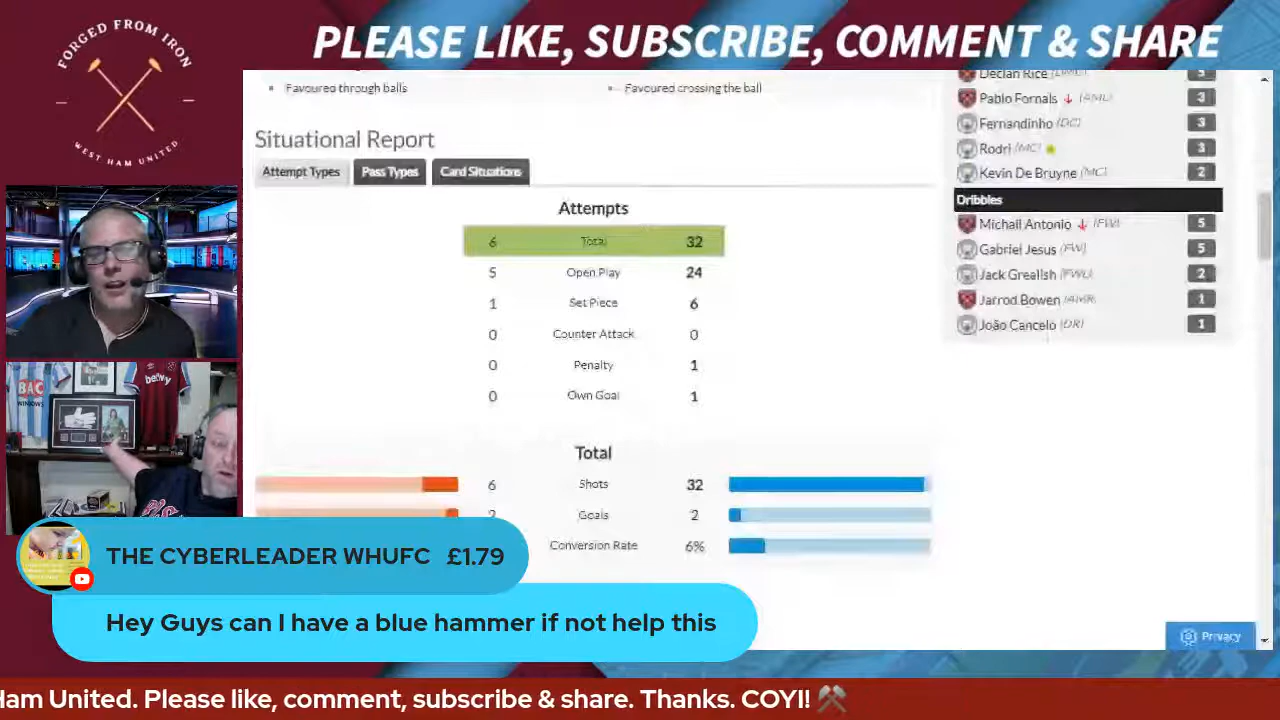 FORGED FROM IRON
WEST HAM UNITED
PLEASE LIKE, SUBSCRIBE, COMMENT & SHARE
Favoured through balls
Favoured crossing the ball
Situational Report
Attempt Types
Pass Types
Card Situations
Attempts
6 Total 32
5 Open Play 24
1 Set Piece 6
0 Counter Attack 0
0 Penalty 1
0 Own Goal 1
Total
6 Shots 32
2 Goals 2
Conversion Rate 6%
Declan Rice
Pablo Fornals (AML) 3
Fernandinho (DC) 3
Rodri (MC) 3
Kevin De Bruyne (MC) 2
Dribbles
Michail Antonio (FW) 5
Gabriel Jesus (FW) 5
Jack Grealish 2
Jarrod Bowen (AMR) 1
João Cancelo (DR) 1
Privacy
betway
WINDOWS
THE CYBERLEADER WHUFC £1.79
Hey Guys can I have a blue hammer if not help this
Ham United. Please like, comment, subscribe & share. Thanks. COYI! ⚒